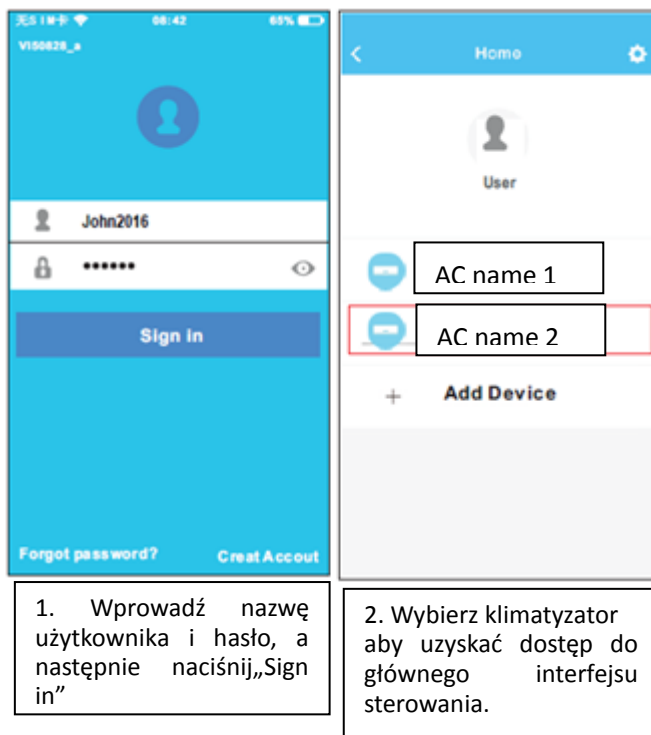 无SIM卡 08:42 65%
V150828_a
John2016
••••••
Sign in
Forgot password? Creat Accout
Home
User
AC name 1
AC name 2
+ Add Device
1. Wprowadź nazwę
użytkownika i hasło, a
następnie naciśnij„Sign
in”
2. Wybierz klimatyzator
aby uzyskać dostęp do
głównego interfejsu
sterowania.